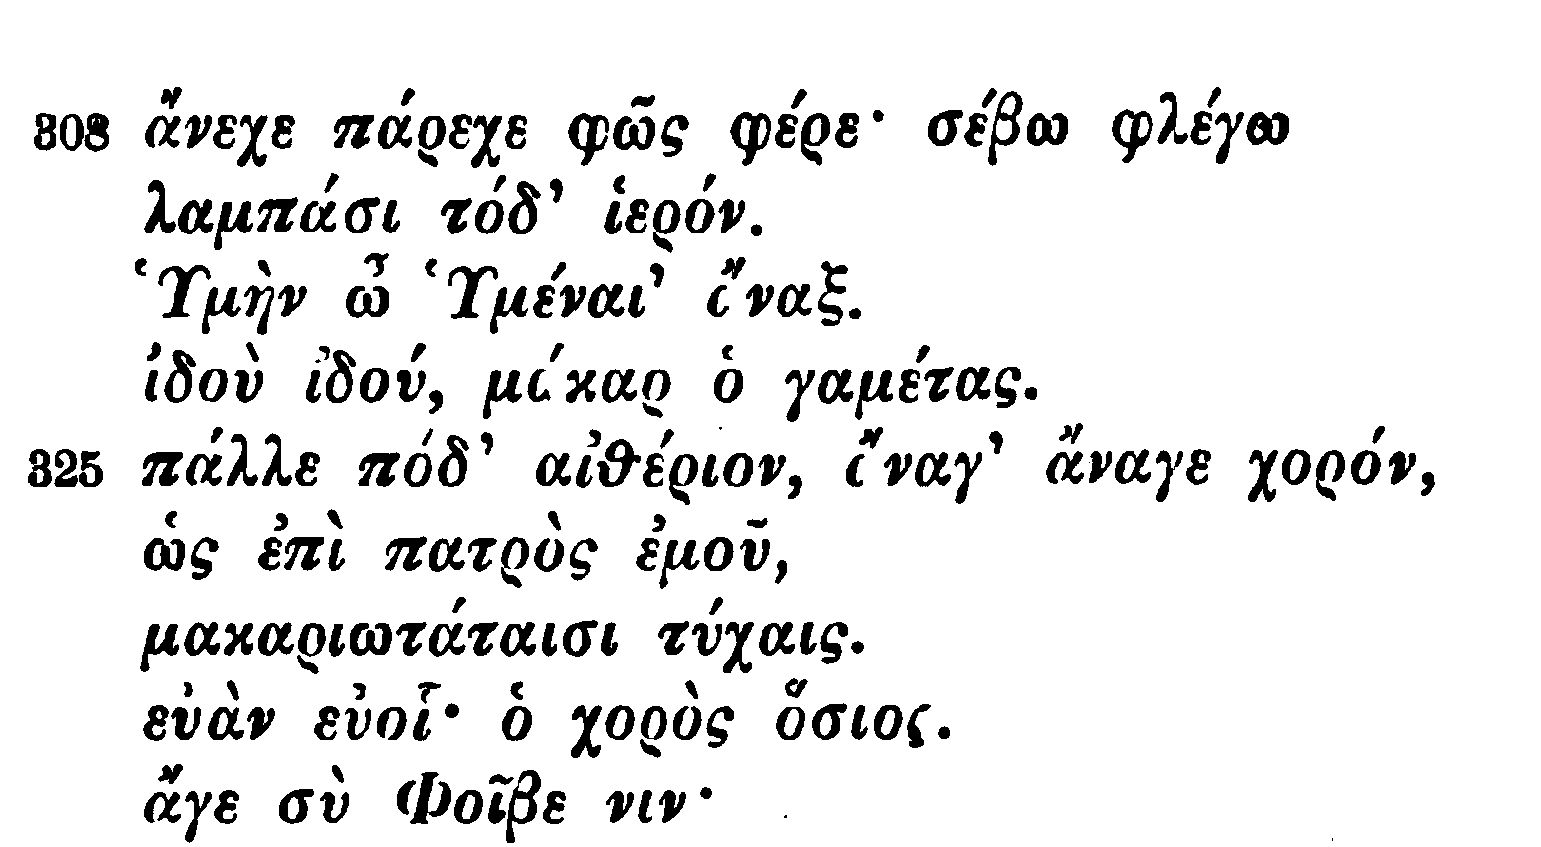 308 ἄνεχε πάρεχε φῶς φέρε· σέβω φλέγω
λαμπάσι τόδ’ ἱερόν.
Ὑμὴν ὦ Ὑμέναι’ ἄναξ.
ἰδοὺ ἰδού, μάκαρ ὁ γαμέτας.
325 πάλλε πόδ’ αἰθέριον, ἄναγ’ ἄναγε χορόν,
ὡς ἐπὶ πατρὸς ἐμοῦ,
μακαριωτάταισι τύχαις.
εὐὰν εὐοἷ· ὁ χορὸς ὅσιος.
ἄγε σὺ Φοῖβε νιν·